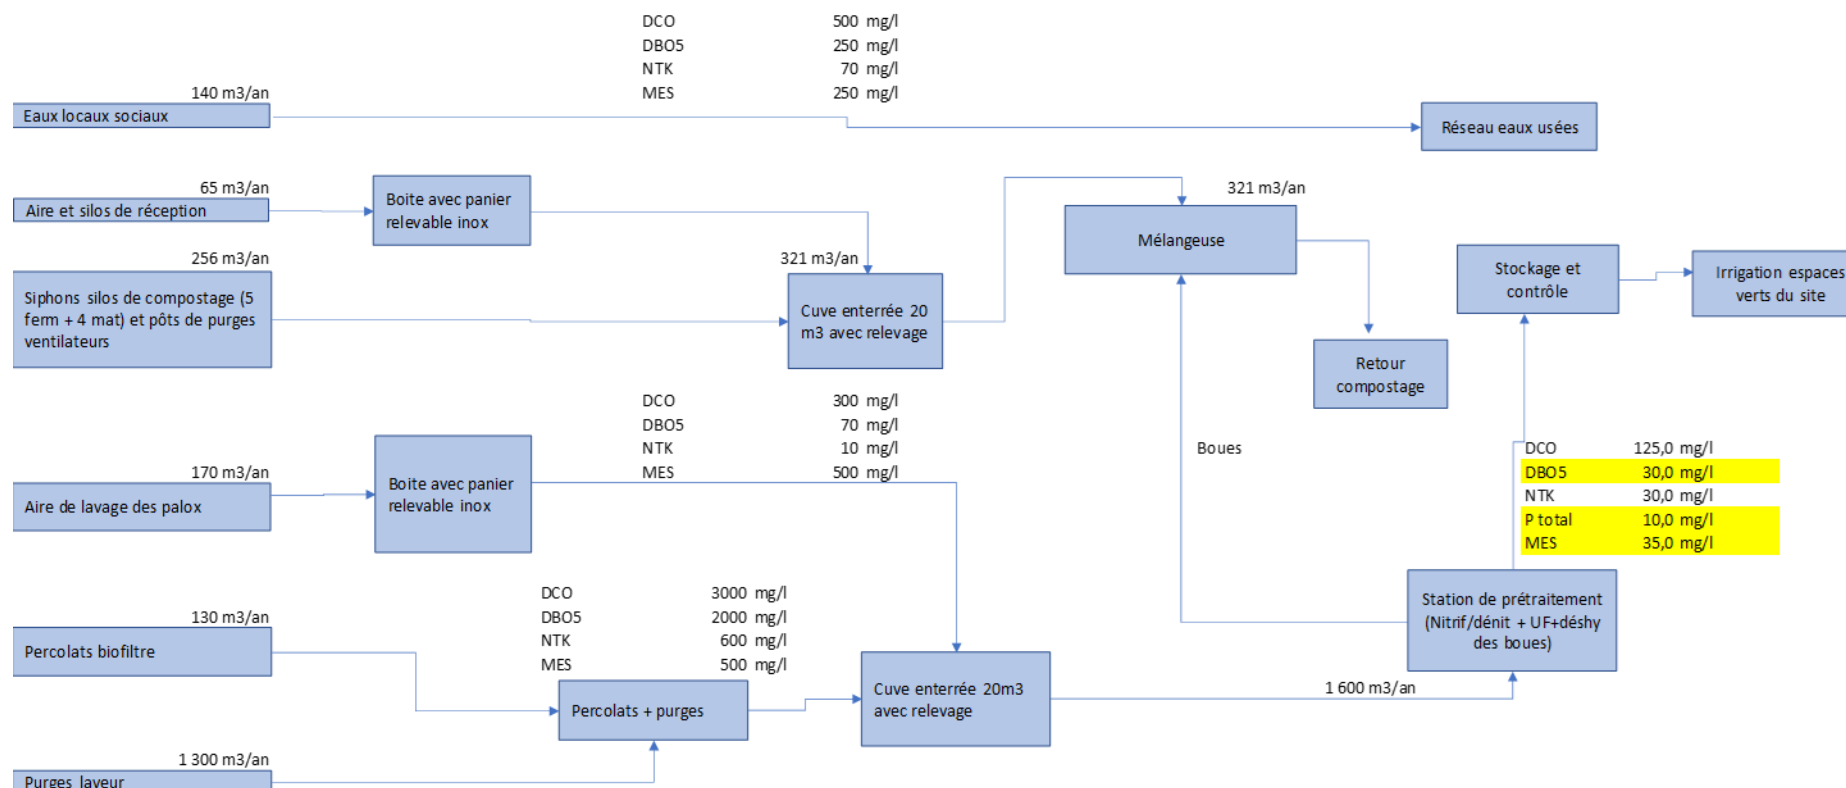 DCO 500 mg/l
DBO5 250 mg/l
NTK 70 mg/l
MES 250 mg/l
140 m3/an
Eaux locaux sociaux
Réseau eaux usées
65 m3/an
Aire et silos de réception
Boite avec panier
relevable inox
321 m3/an
Mélangeuse
256 m3/an
Siphons silos de compostage (5
ferm + 4 mat) et pôts de purges
ventilateurs
321 m3/an
Cuve enterrée 20
m3 avec relevage
Stockage et
contrôle
Irrigation espaces
verts du site
Retour
compostage
DCO 300 mg/l
DBO5 70 mg/l
NTK 10 mg/l
MES 500 mg/l
170 m3/an
Aire de lavage des palox
Boite avec panier
relevable inox
Boues
DCO 125,0 mg/l
DBO5 30,0 mg/l
NTK 30,0 mg/l
P total 10,0 mg/l
MES 35,0 mg/l
DCO 3000 mg/l
DBO5 2000 mg/l
NTK 600 mg/l
MES 500 mg/l
130 m3/an
Percolats biofiltre
Percolats + purges
Cuve enterrée 20m3
avec relevage
1 600 m3/an
Station de prétraitement
(Nitrif/dénit + UF+déshy
des boues)
1 300 m3/an
Purges laveur